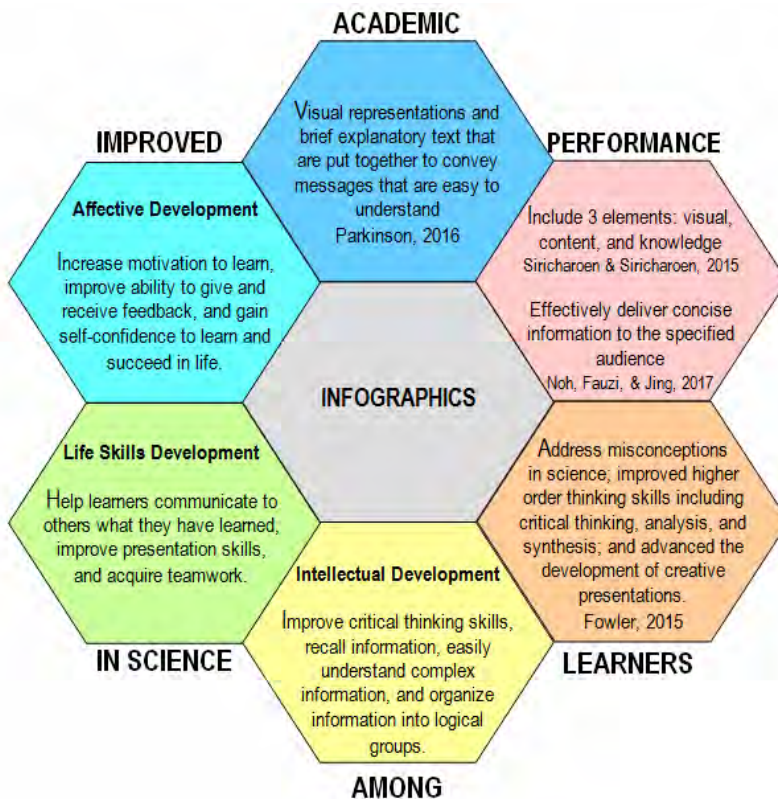 ACADEMIC
Visual representations and
brief explanatory text that
are put together to convey
messages that are easy to
understand
Parkinson, 2016
IMPROVED
PERFORMANCE
Affective Development
Increase motivation to learn,
improve ability to give and
receive feedback, and gain
self-confidence to learn and
succeed in life.
Include 3 elements: visual,
content, and knowledge
Siricharoen & Siricharoen, 2015
Effectively deliver concise
information to the specified
audience
Noh, Fauzi, & Jing, 2017
INFOGRAPHICS
Life Skills Development
Help learners communicate to
others what they have learned,
improve presentation skills,
and acquire teamwork.
Address misconceptions
in science; improved higher
order thinking skills including
critical thinking, analysis, and
synthesis; and advanced the
development of creative
presentations.
Fowler, 2015
Intellectual Development
Improve critical thinking skills,
recall information, easily
understand complex
information, and organize
information into logical
groups.
IN SCIENCE
LEARNERS
AMONG